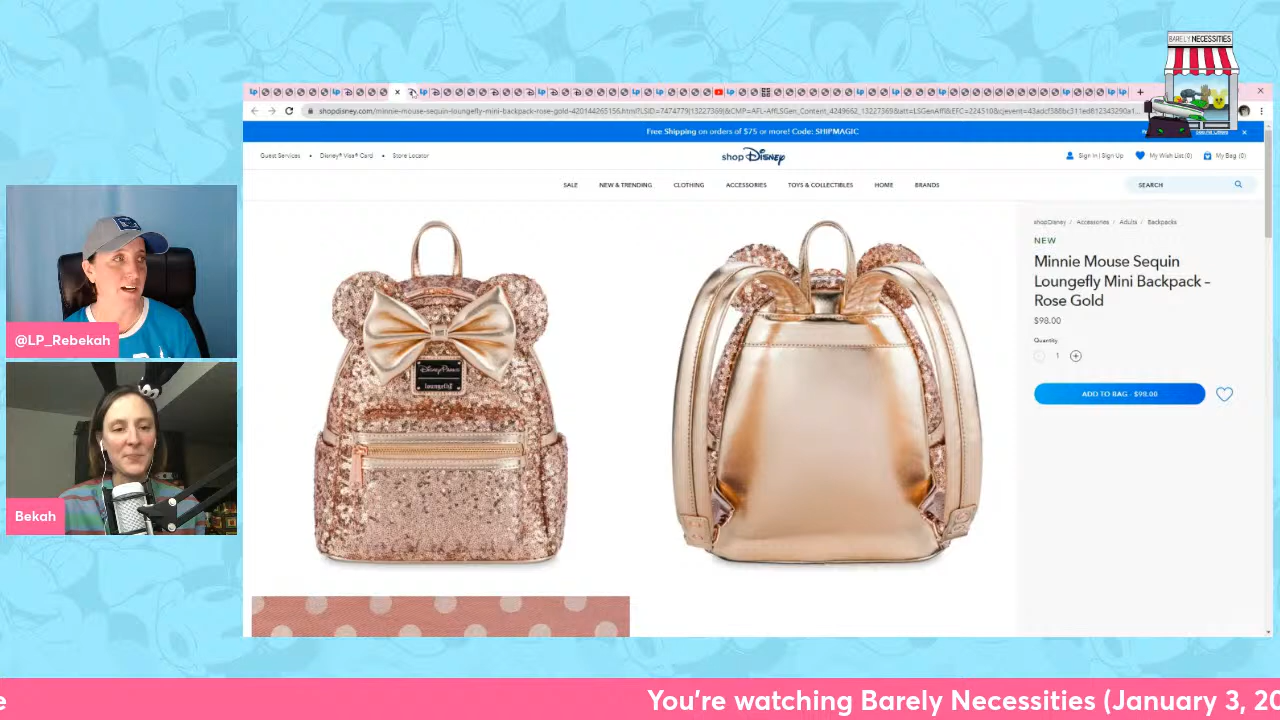 BARELY NECESSITIES
Free Shipping on orders of $75 or more! Code: SHIPMAGIC
Guest Services • Disney® Visa® Card • Store Locator
shop Disney
Sign In | Sign Up
My Wish List (0)
My Bag (0)
SALE NEW & TRENDING CLOTHING ACCESSORIES TOYS & COLLECTIBLES HOME BRANDS
SEARCH
shopDisney / Accessories / Adults / Backpacks
NEW
Minnie Mouse Sequin
Loungefly Mini Backpack –
Rose Gold
$98.00
Quantity
1
ADD TO BAG - $98.00
Disney Parks
Loungefly
@LP_Rebekah
Bekah
e
You're watching Barely Necessities (January 3, 20